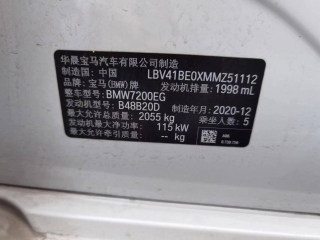 华晨宝马汽车有限公司制造
制造国：中国 LBV41BE0XMMZ51112
品牌：宝马(BMW)牌 发动机排量：1998 mL
整车型号：BMW7200EG
发动机型号：B48B20D 制造年月：2020-12
最大允许总质量：2055 kg 乘坐人数：5
发动机最大净功率：115 kW
最大允许牵引质量：-- kg